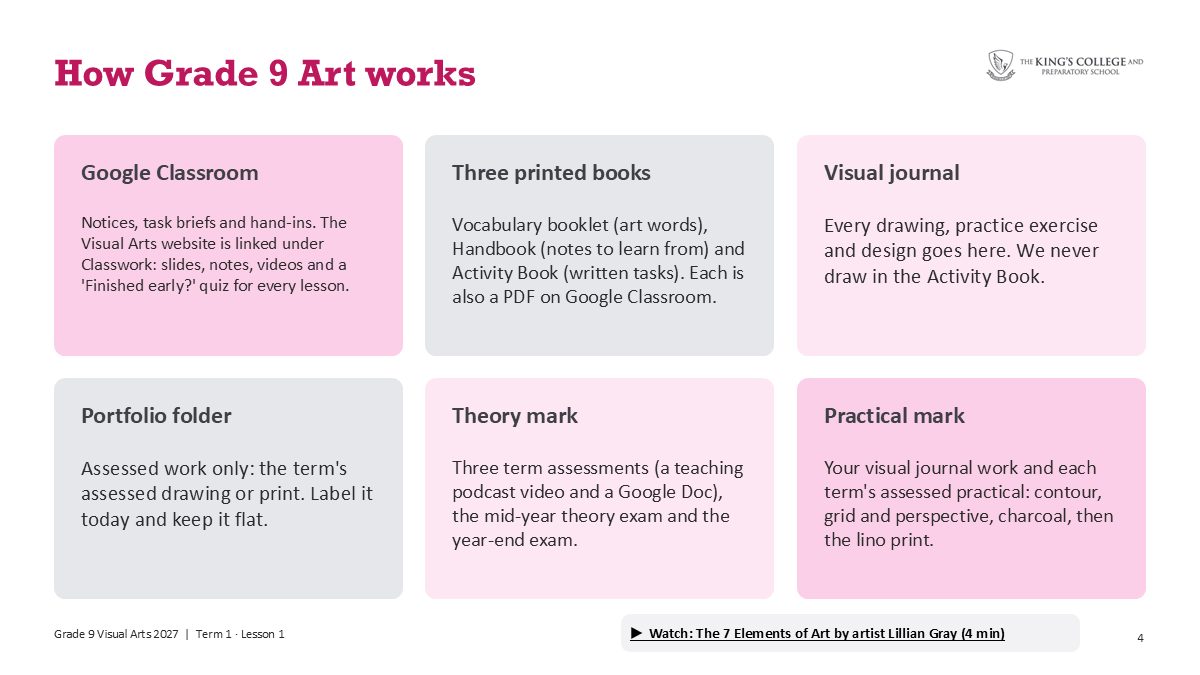 How Grade 9 Art works
THE KING'S COLLEGE AND
PREPARATORY SCHOOL
Google Classroom
Notices, task briefs and hand-ins. The
Visual Arts website is linked under
Classwork: slides, notes, videos and a
'Finished early?' quiz for every lesson.
Three printed books
Vocabulary booklet (art words),
Handbook (notes to learn from) and
Activity Book (written tasks). Each is
also a PDF on Google Classroom.
Visual journal
Every drawing, practice exercise
and design goes here. We never
draw in the Activity Book.
Portfolio folder
Assessed work only: the term's
assessed drawing or print. Label it
today and keep it flat.
Theory mark
Three term assessments (a teaching
podcast video and a Google Doc),
the mid-year theory exam and the
year-end exam.
Practical mark
Your visual journal work and each
term's assessed practical: contour,
grid and perspective, charcoal, then
the lino print.
Grade 9 Visual Arts 2027 | Term 1 · Lesson 1
▶ Watch: The 7 Elements of Art by artist Lillian Gray (4 min)
4